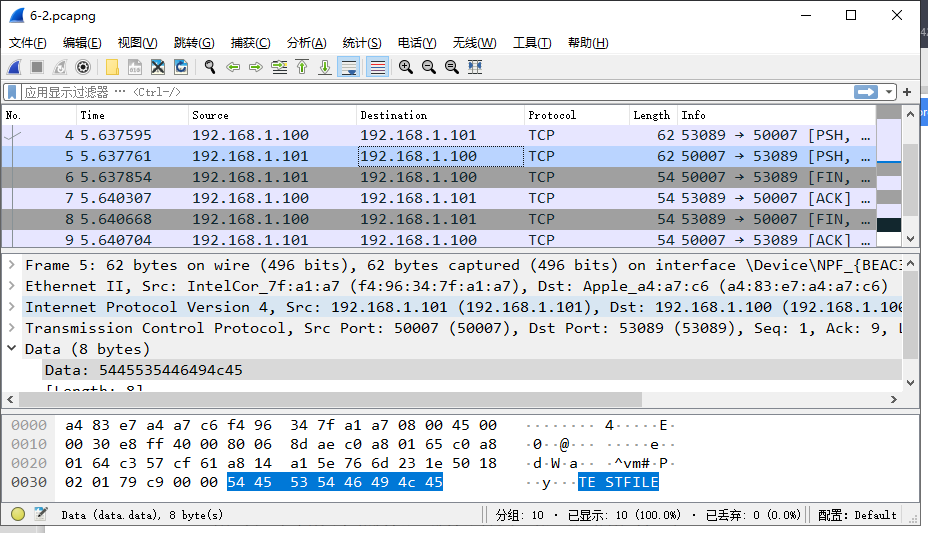 6-2.pcapng
文件(F) 编辑(E) 视图(V) 跳转(G) 捕获(C) 分析(A) 统计(S) 电话(Y) 无线(W) 工具(T) 帮助(H)
应用显示过滤器 … <Ctrl-/>
No. Time Source Destination Protocol Length Info
4 5.637595 192.168.1.100 192.168.1.101 TCP 62 53089 → 50007 [PSH, …
5 5.637761 192.168.1.101 192.168.1.100 TCP 62 50007 → 53089 [PSH, …
6 5.637854 192.168.1.101 192.168.1.100 TCP 54 50007 → 53089 [FIN, …
7 5.640307 192.168.1.100 192.168.1.101 TCP 54 53089 → 50007 [ACK] …
8 5.640668 192.168.1.100 192.168.1.101 TCP 54 53089 → 50007 [FIN, …
9 5.640704 192.168.1.101 192.168.1.100 TCP 54 50007 → 53089 [ACK] …
Frame 5: 62 bytes on wire (496 bits), 62 bytes captured (496 bits) on interface \Device\NPF_{BEAC3
Ethernet II, Src: IntelCor_7f:a1:a7 (f4:96:34:7f:a1:a7), Dst: Apple_a4:a7:c6 (a4:83:e7:a4:a7:c6)
Internet Protocol Version 4, Src: 192.168.1.101 (192.168.1.101), Dst: 192.168.1.100 (192.168.1.100
Transmission Control Protocol, Src Port: 50007 (50007), Dst Port: 53089 (53089), Seq: 1, Ack: 9, L
Data (8 bytes)
Data: 5445535446494c45
[Length: 8]
0000 a4 83 e7 a4 a7 c6 f4 96 34 7f a1 a7 08 00 45 00 ········ 4·····E·
0010 00 30 e8 ff 40 00 80 06 8d ae c0 a8 01 65 c0 a8 ·0··@··· ·····e··
0020 01 64 c3 57 cf 61 a8 14 a1 5e 76 6d 23 1e 50 18 ·d·W·a·· ·^vm#·P·
0030 02 01 79 c9 00 00 54 45 53 54 46 49 4c 45 ··y···TE STFILE
Data (data.data), 8 byte(s) 分组: 10 · 已显示: 10 (100.0%) · 已丢弃: 0 (0.0%) 配置: Default